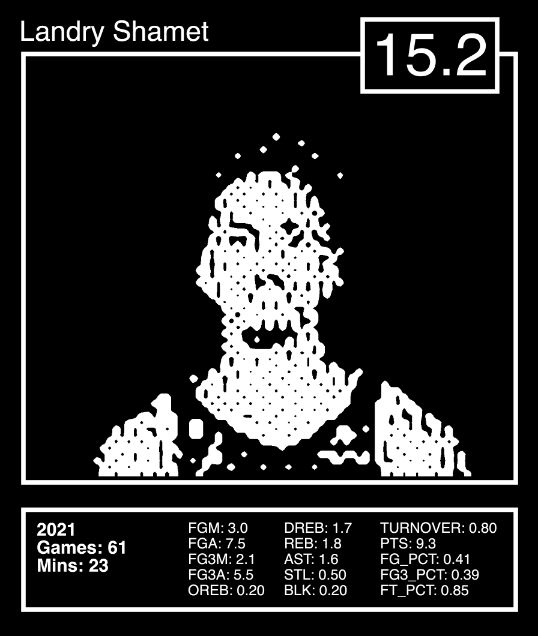 Landry Shamet
15.2
2021
Games: 61
Mins: 23
FGM: 3.0
FGA: 7.5
FG3M: 2.1
FG3A: 5.5
OREB: 0.20
DREB: 1.7
REB: 1.8
AST: 1.6
STL: 0.50
BLK: 0.20
TURNOVER: 0.80
PTS: 9.3
FG_PCT: 0.41
FG3_PCT: 0.39
FT_PCT: 0.85